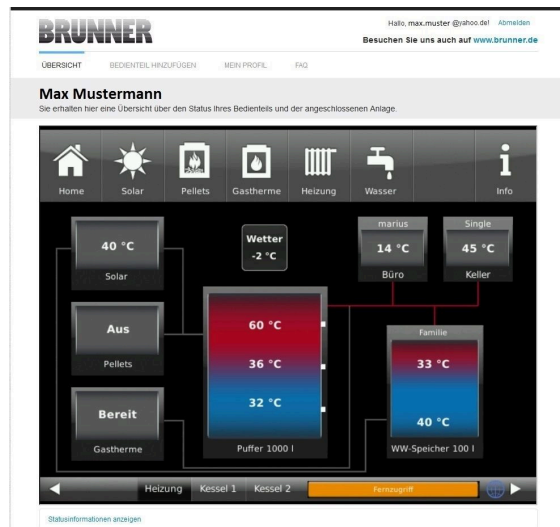 BRUNNER
Hallo, max.muster @yahoo.de! Abmelden
Besuchen Sie uns auch auf www.brunner.de
ÜBERSICHT BEDIENTEIL HINZUFÜGEN MEIN PROFIL FAQ
Max Mustermann
Sie erhalten hier eine Übersicht über den Status Ihres Bedienteils und der angeschlossenen Anlage.
Home Solar Pellets Gastherme Heizung Wasser Info
marius Single
40 °C Wetter 14 °C 45 °C
-2 °C
Solar Büro Keller
60 °C
Aus Familie
Pellets 36 °C 33 °C
32 °C
Bereit 40 °C
Gastherme Puffer 1000 l WW-Speicher 100 l
Heizung Kessel 1 Kessel 2 Fernzugriff
Statusinformationen anzeigen